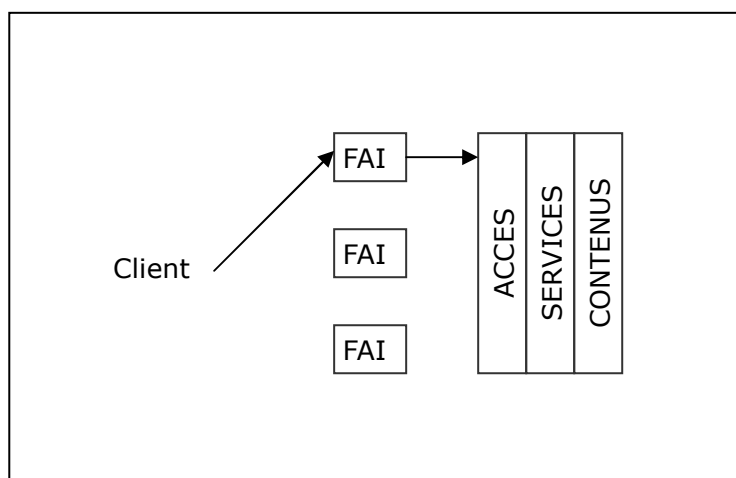 FAI
Client
FAI
FAI
ACCES
SERVICES
CONTENUS